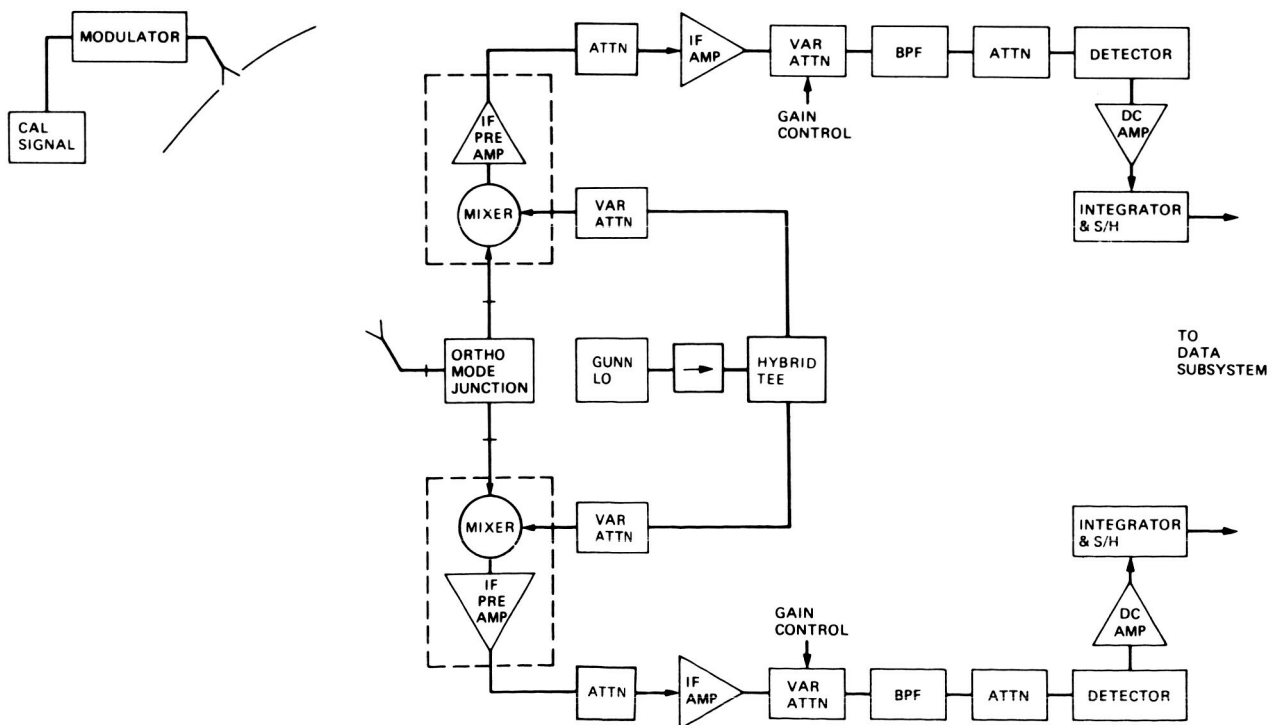 MODULATOR
CAL
SIGNAL
ATTN
IF
AMP
VAR
ATTN
BPF
ATTN
DETECTOR
GAIN
CONTROL
DC
AMP
IF
PRE
AMP
MIXER
VAR
ATTN
INTEGRATOR
& S/H
ORTHO
MODE
JUNCTION
GUNN
LO
HYBRID
TEE
TO
DATA
SUBSYSTEM
MIXER
VAR
ATTN
INTEGRATOR
& S/H
IF
PRE
AMP
GAIN
CONTROL
DC
AMP
ATTN
IF
AMP
VAR
ATTN
BPF
ATTN
DETECTOR